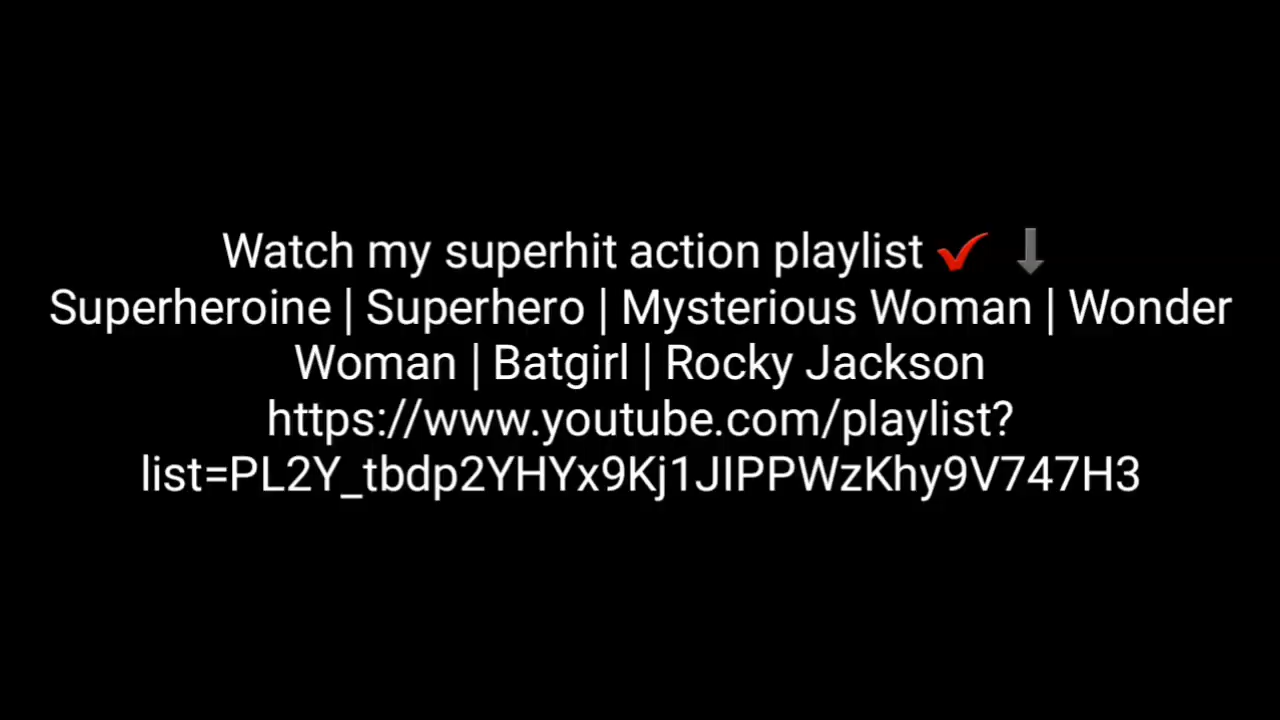 Watch my superhit action playlist ✔️ ⬇
Superheroine | Superhero | Mysterious Woman | Wonder
Woman | Batgirl | Rocky Jackson
https://www.youtube.com/playlist?
list=PL2Y_tbdp2YHYx9Kj1JIPPWzKhy9V747H3